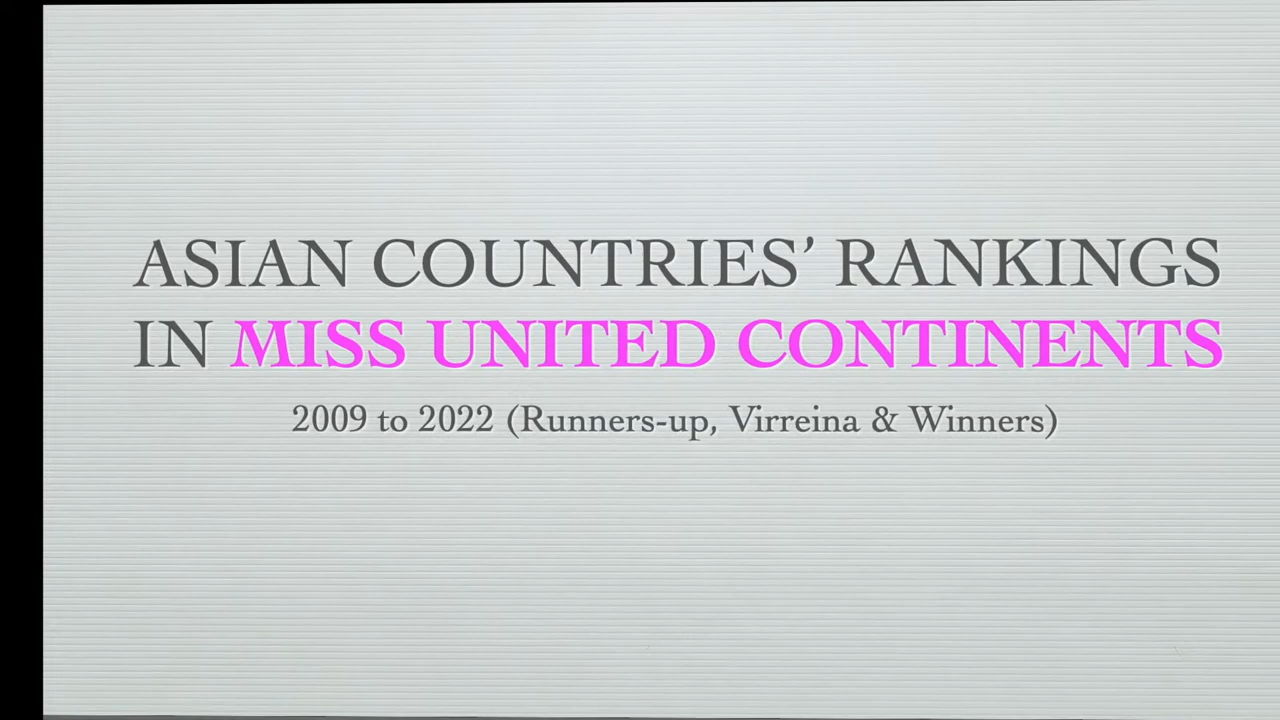 ASIAN COUNTRIES’ RANKINGS
IN MISS UNITED CONTINENTS
2009 to 2022 (Runners-up, Virreina & Winners)